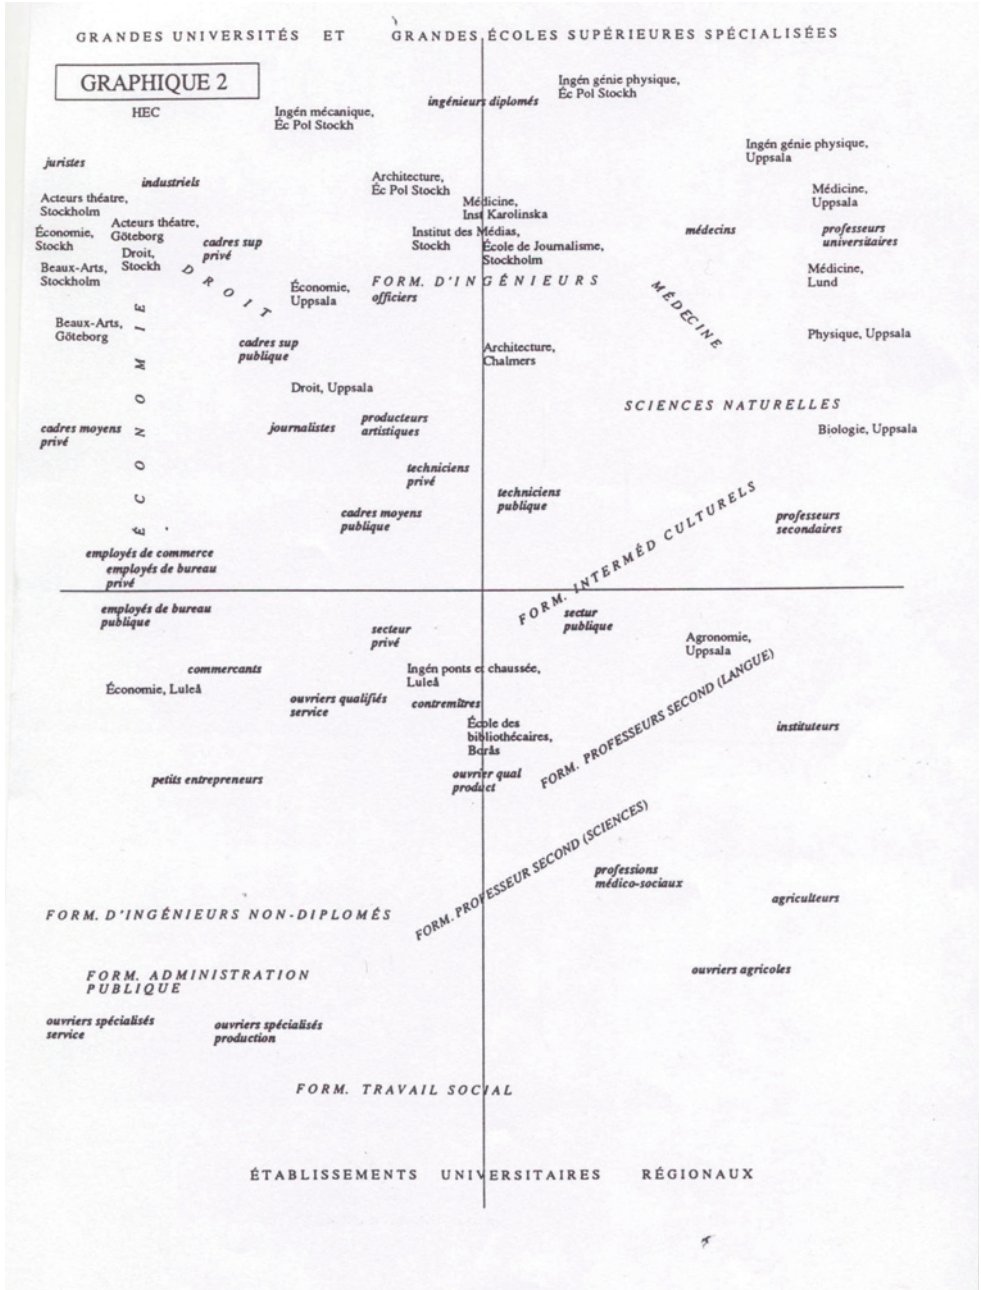 GRANDES UNIVERSITÉS ET GRANDES ÉCOLES SUPÉRIEURES SPÉCIALISÉES
GRAPHIQUE 2
HEC
Ingén mécanique,
Éc Pol Stockh
ingénieurs diplomés
Ingén génie physique,
Éc Pol Stockh
Ingén génie physique,
Uppsala
juristes
industriels
Architecture,
Éc Pol Stockh
Médicine,
Uppsala
Acteurs théatre,
Stockholm
Médicine,
Inst Karolinska
Acteurs théatre,
Göteborg
Économie,
Stockh
cadres sup
privé
Institut des Médias,
Stockh
École de Journalisme,
Stockholm
médecins
professeurs
universitaires
Droit,
Stockh
Beaux-Arts,
Stockholm
DROIT
Économie,
Uppsala
FORM. D'INGÉNIEURS
officiers
MÉDECINE
Médicine,
Lund
Beaux-Arts,
Göteborg
ÉCONOMIE
cadres sup
publique
Architecture,
Chalmers
Physique, Uppsala
Droit, Uppsala
SCIENCES NATURELLES
cadres moyens
privé
journalistes
producteurs
artistiques
Biologie, Uppsala
techniciens
privé
techniciens
publique
cadres moyens
publique
FORM. INTERMÉD CULTURELS
professeurs
secondaires
employés de commerce
employés de bureau
privé
employés de bureau
publique
secteur
privé
sectur
publique
Agronomie,
Uppsala
commercants
Économie, Luleå
Ingén ponts et chaussée,
Luleå
ouvriers qualifiés
service
contremîtres
École des
bibliothécaires,
Borås
FORM. PROFESSEURS SECOND (LANGUE)
instituteurs
petits entrepreneurs
ouvrier qual
product
FORM. PROFESSEUR SECOND (SCIENCES)
professions
médico-sociaux
agriculteurs
FORM. D'INGÉNIEURS NON-DIPLOMÉS
FORM. ADMINISTRATION
PUBLIQUE
ouvriers agricoles
ouvriers spécialisés
service
ouvriers spécialisés
production
FORM. TRAVAIL SOCIAL
ÉTABLISSEMENTS UNIVERSITAIRES RÉGIONAUX